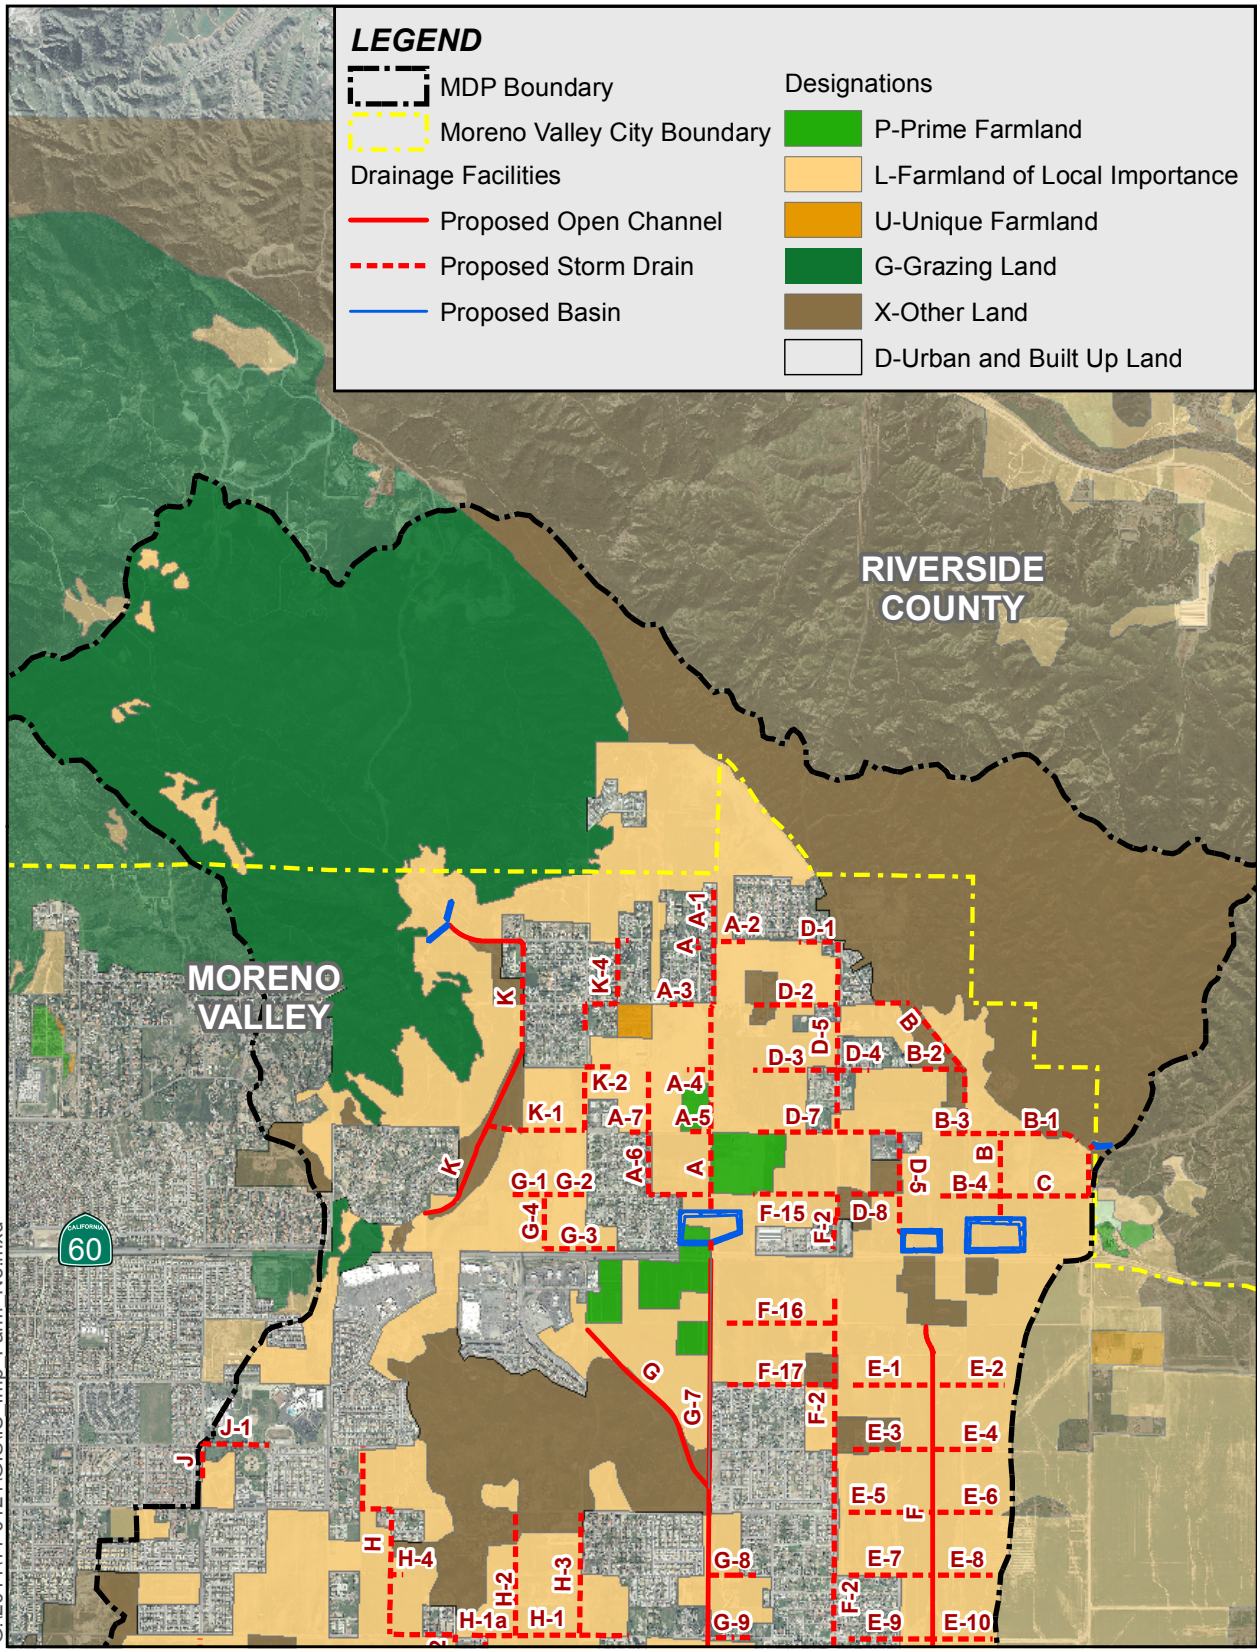 LEGEND
MDP Boundary
Moreno Valley City Boundary
Drainage Facilities
Proposed Open Channel
Proposed Storm Drain
Proposed Basin
Designations
P-Prime Farmland
L-Farmland of Local Importance
U-Unique Farmland
G-Grazing Land
X-Other Land
D-Urban and Built Up Land
RIVERSIDE
COUNTY
MORENO
VALLEY
CALIFORNIA
60
A-1
A-2
D-1
A
K-4
K
A-3
D-2
B
D-5
D-3
D-4
B-2
K-2
A-4
K-1
A-7
A-5
D-7
B-3
B-1
A-6
A
B
K
G-1
G-2
D-5
B-4
C
G-4
F-15
F-2
D-8
G-3
F-16
G
F-17
E-1
E-2
G-7
F-2
J-1
J
E-3
E-4
E-5
E-6
F
H
H-4
H-2
H-3
G-8
E-7
E-8
F-2
H-1a
H-1
G-9
E-9
E-10